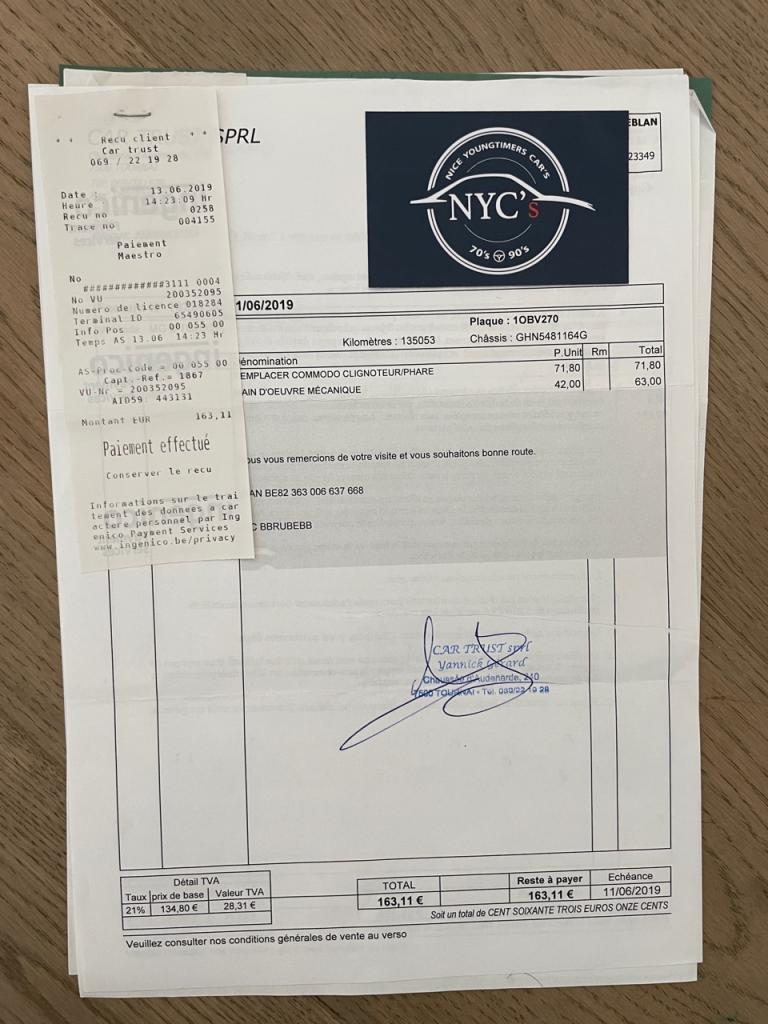 * * Recu client * *
Car trust
069 / 22 19 28
Date : 13.06.2019
Heure 14:23:09 Hr
Recu no 0258
Trace no 004155
Paiement
Maestro
No
############3111 0004
No VU 200352095
Numero de licence 018284
Terminal ID 65490605
Info Pos 00 055 00
Temps AS 13.06 14:23 Hr
AS-Proc-Code = 00 055 00
Capt.-Ref.= 1867
VU-Nr = 200352095
AID59: 443131
Montant EUR 163,11
Paiement effectué
Conserver le recu
Informations sur le trai
tement des donnees a car
actere personnel par Ing
enico Payment Services
www.ingenico.be/privacy
SPRL
EBLAN
23349
NICE YOUNGTIMERS CAR'S
NYC's
70's 90's
1/06/2019
Plaque : 1OBV270
Kilomètres : 135053 Châssis : GHN5481164G
énomination P.Unit Rm Total
EMPLACER COMMODO CLIGNOTEUR/PHARE 71,80 71,80
AIN D'OEUVRE MÉCANIQUE 42,00 63,00
ous vous remercions de votre visite et vous souhaitons bonne route.
AN BE82 363 006 637 668
C BBRUBEBB
CAR TRUST sprl
Yannick Gérard
Chaussée d'Audenarde, 210
7500 TOURNAI - Tél. 069/22 19 28
Détail TVA
Taux prix de base Valeur TVA
21% 134,80 € 28,31 €
TOTAL Reste à payer Echéance
163,11 € 163,11 € 11/06/2019
Soit un total de CENT SOIXANTE TROIS EUROS ONZE CENTS
Veuillez consulter nos conditions générales de vente au verso